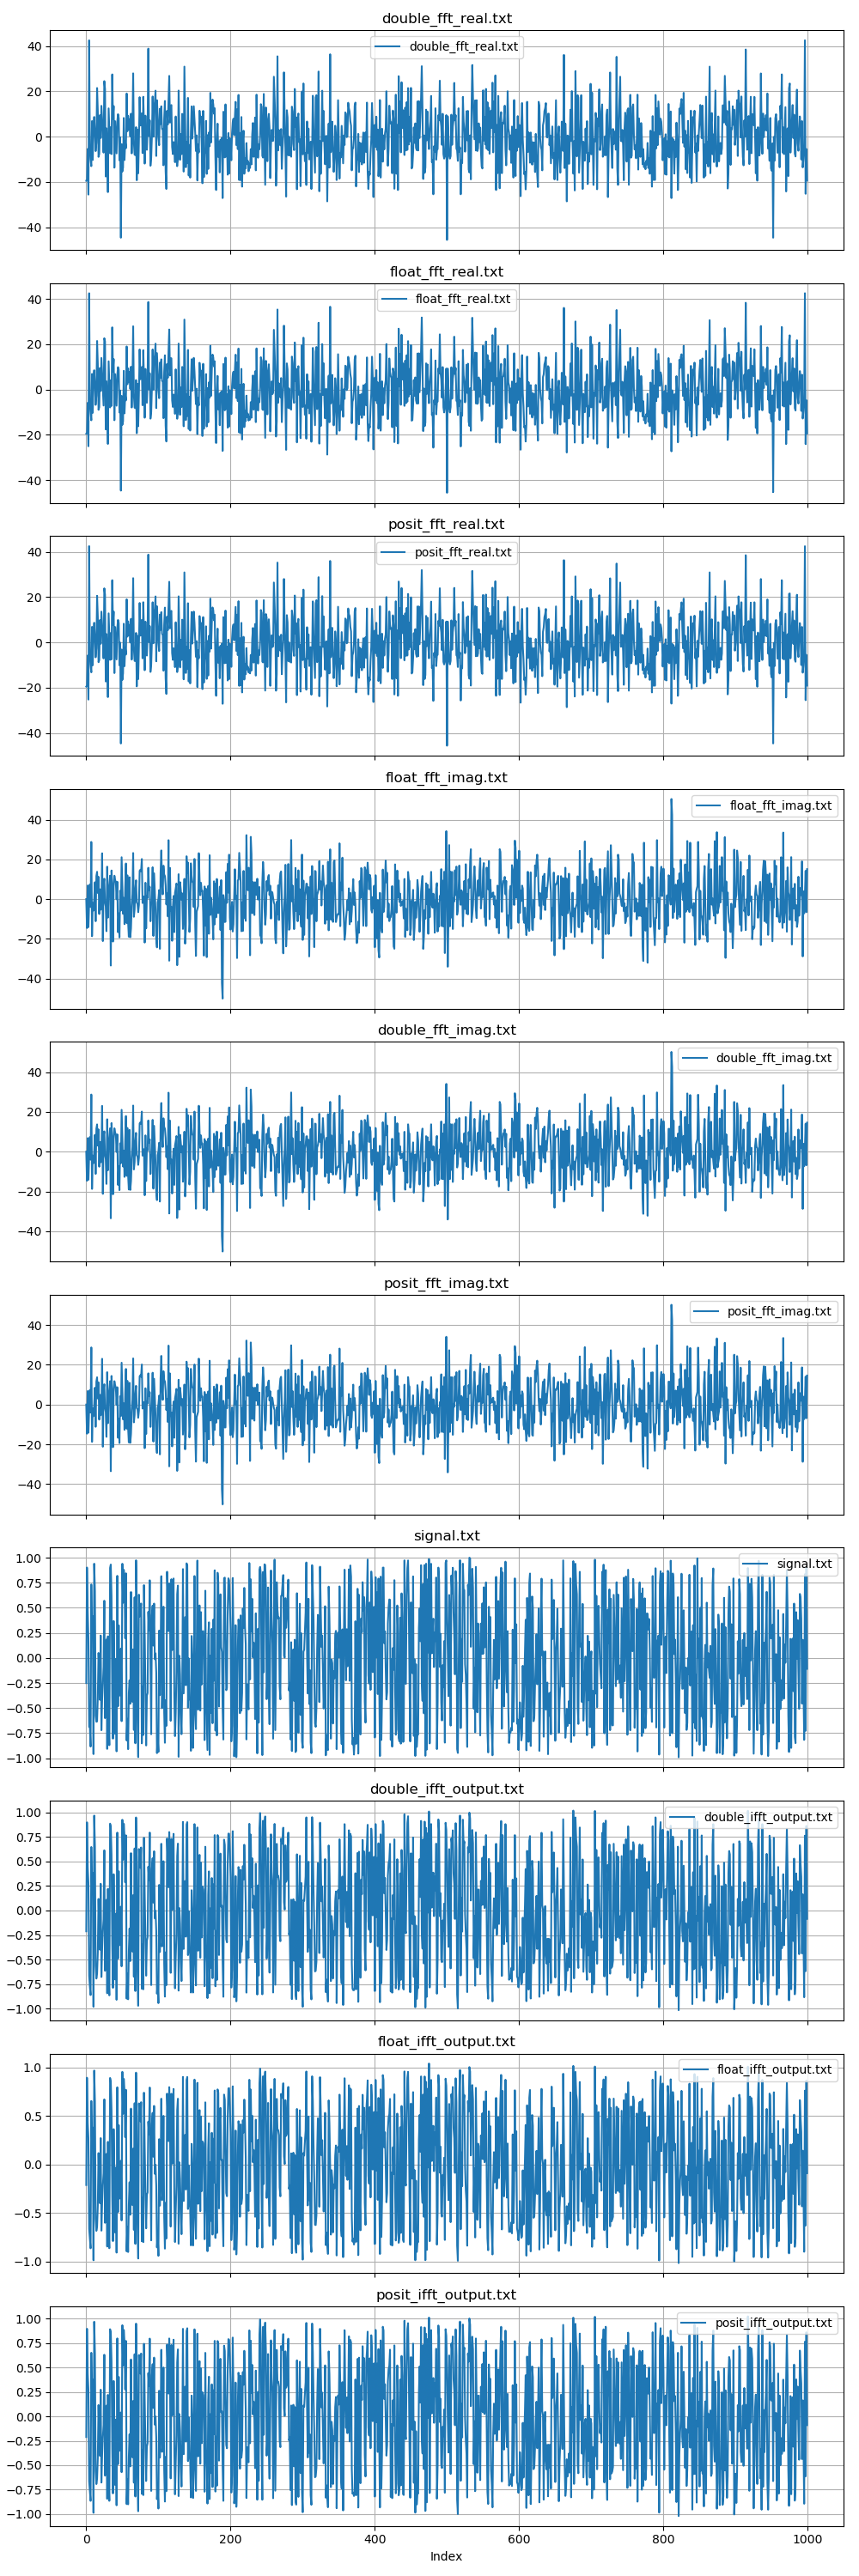 double_fft_real.txt
double_fft_real.txt
40
20
0
−20
−40
float_fft_real.txt
float_fft_real.txt
40
20
0
−20
−40
posit_fft_real.txt
posit_fft_real.txt
40
20
0
−20
−40
float_fft_imag.txt
float_fft_imag.txt
40
20
0
−20
−40
double_fft_imag.txt
double_fft_imag.txt
40
20
0
−20
−40
posit_fft_imag.txt
posit_fft_imag.txt
40
20
0
−20
−40
signal.txt
signal.txt
1.00
0.75
0.50
0.25
0.00
−0.25
−0.50
−0.75
−1.00
double_ifft_output.txt
double_ifft_output.txt
1.00
0.75
0.50
0.25
0.00
−0.25
−0.50
−0.75
−1.00
float_ifft_output.txt
float_ifft_output.txt
1.0
0.5
0.0
−0.5
−1.0
posit_ifft_output.txt
posit_ifft_output.txt
1.00
0.75
0.50
0.25
0.00
−0.25
−0.50
−0.75
−1.00
0 200 400 600 800 1000
Index